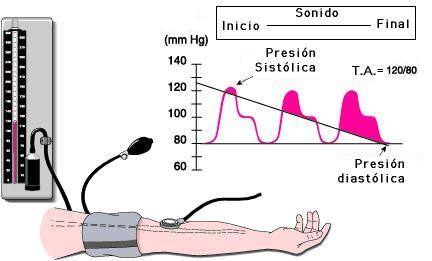 Sonido
Inicio Final
(mm Hg)
Presión
Sistólica
T.A. = 120/80
140
120
100
80
60
Presión
diastólica